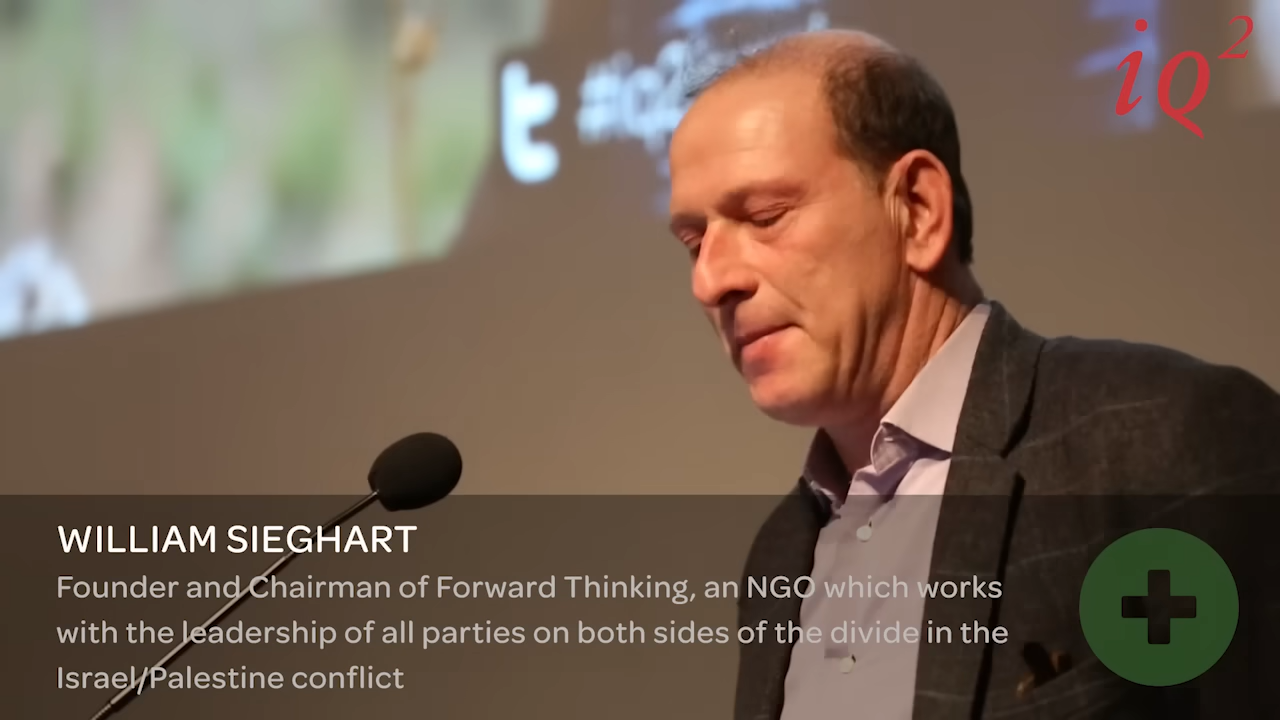 iq2
#iq2
WILLIAM SIEGHART
Founder and Chairman of Forward Thinking, an NGO which works
with the leadership of all parties on both sides of the divide in the
Israel/Palestine conflict